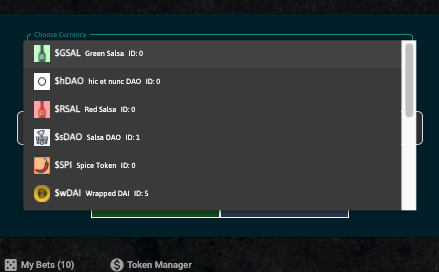 Choose Currency
$GSAL Green Salsa ID: 0
$hDAO hic et nunc DAO ID: 0
$RSAL Red Salsa ID: 0
$sDAO Salsa DAO ID: 1
$SPI Spice Token ID: 0
$wDAI Wrapped DAI ID: 5
My Bets (10) Token Manager